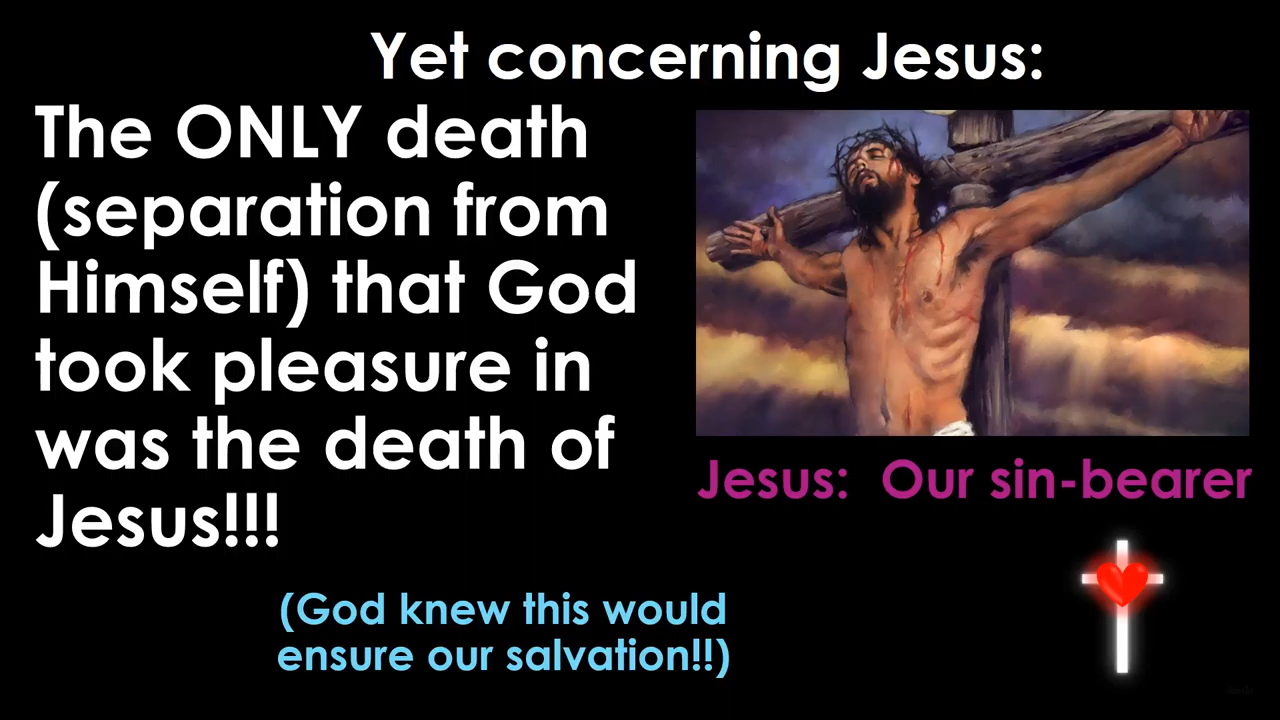 Yet concerning Jesus:
The ONLY death
(separation from
Himself) that God
took pleasure in
was the death of
Jesus!!!
Jesus:  Our sin-bearer
(God knew this would
ensure our salvation!!)